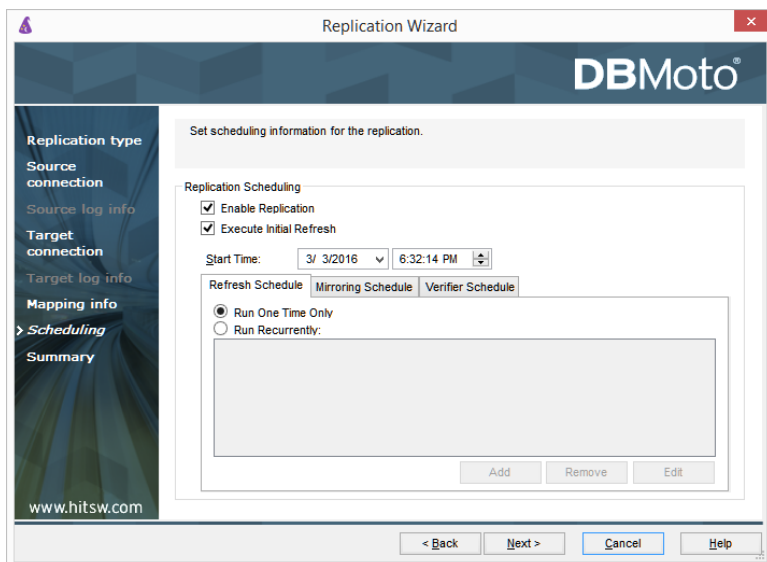 Replication Wizard
DBMoto®
Replication type
Source
connection
Source log info
Target
connection
Target log info
Mapping info
Scheduling
Summary
www.hitsw.com
Set scheduling information for the replication.
Replication Scheduling
Enable Replication
Execute Initial Refresh
Start Time: 3/ 3/2016 6:32:14 PM
Refresh Schedule Mirroring Schedule Verifier Schedule
Run One Time Only
Run Recurrently:
Add Remove Edit
< Back Next > Cancel Help